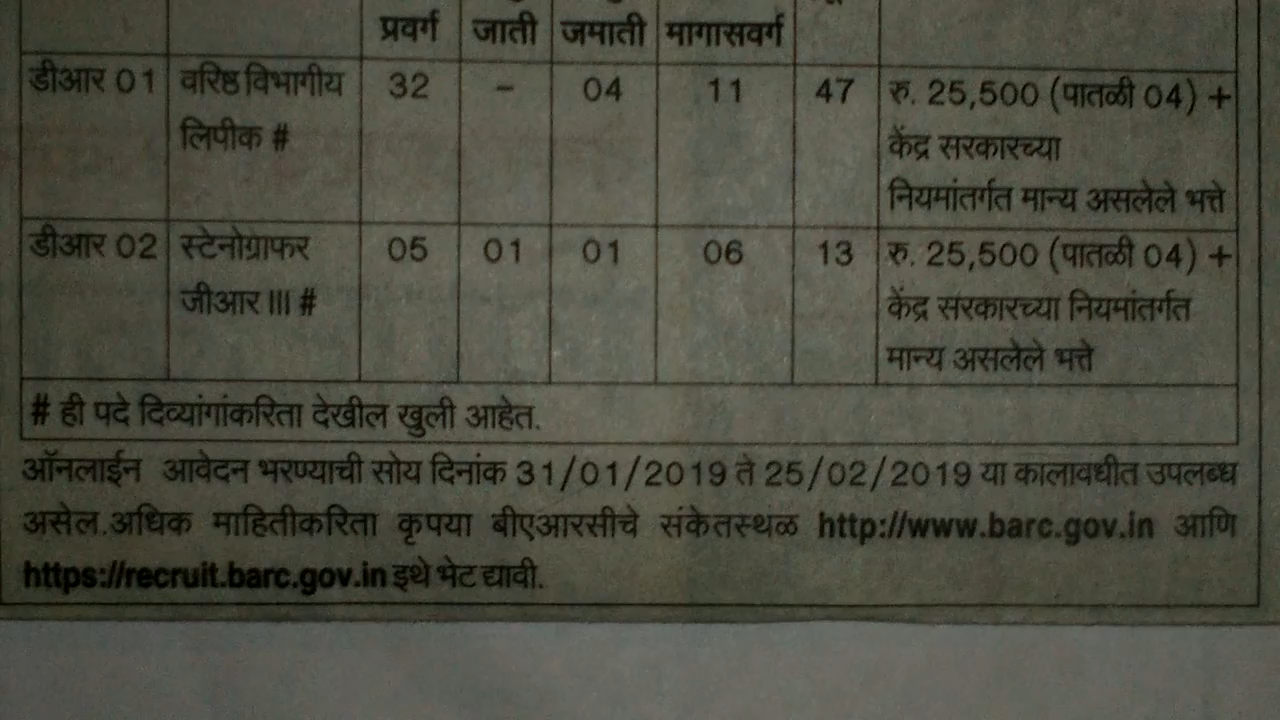 प्रवर्ग जाती जमाती मागासवर्ग
डीआर 01 वरिष्ठ विभागीय 32 – 04 11 47 रु. 25,500 (पातळी 04) +
लिपीक # केंद्र सरकारच्या
नियमांतर्गत मान्य असलेले भत्ते
डीआर 02 स्टेनोग्राफर 05 01 01 06 13 रु. 25,500 (पातळी 04) +
जीआर III # केंद्र सरकारच्या नियमांतर्गत
मान्य असलेले भत्ते
# ही पदे दिव्यांगांकरिता देखील खुली आहेत.
ऑनलाईन आवेदन भरण्याची सोय दिनांक 31/01/2019 ते 25/02/2019 या कालावधीत उपलब्ध
असेल.अधिक माहितीकरिता कृपया बीएआरसीचे संकेतस्थळ http://www.barc.gov.in आणि
https://recruit.barc.gov.in इथे भेट द्यावी.